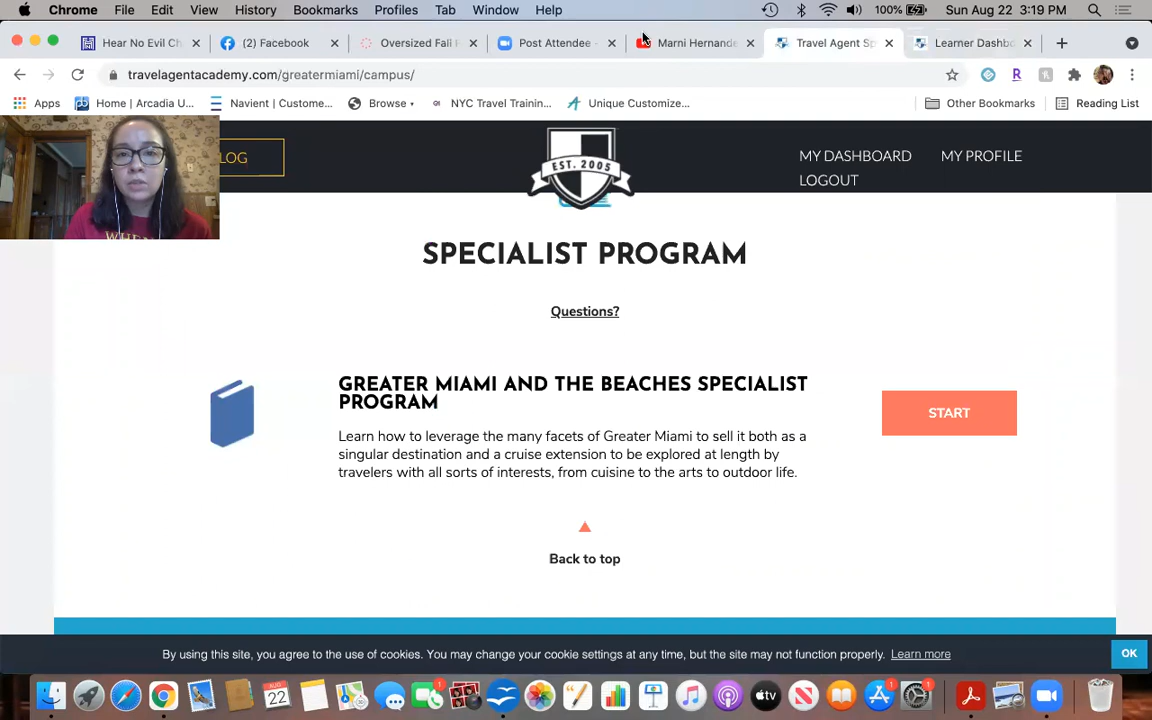 Chrome File Edit View History Bookmarks Profiles Tab Window Help 100% Sun Aug 22 3:19 PM
Hear No Evil Ch (2) Facebook Oversized Fall F Post Attendee - Marni Hernande Travel Agent Sp Learner Dashbo
travelagentacademy.com/greatermiami/campus/
Apps Home | Arcadia U... Navient | Custome... Browse NYC Travel Trainin... Unique Customize... Other Bookmarks Reading List
LOG
EST. 2005
MY DASHBOARD MY PROFILE
LOGOUT
WHEN
SPECIALIST PROGRAM
Questions?
GREATER MIAMI AND THE BEACHES SPECIALIST
PROGRAM
START
Learn how to leverage the many facets of Greater Miami to sell it both as a
singular destination and a cruise extension to be explored at length by
travelers with all sorts of interests, from cuisine to the arts to outdoor life.
Back to top
By using this site, you agree to the use of cookies. You may change your cookie settings at any time, but the site may not function properly. Learn more
OK
22
1
1
1
tv